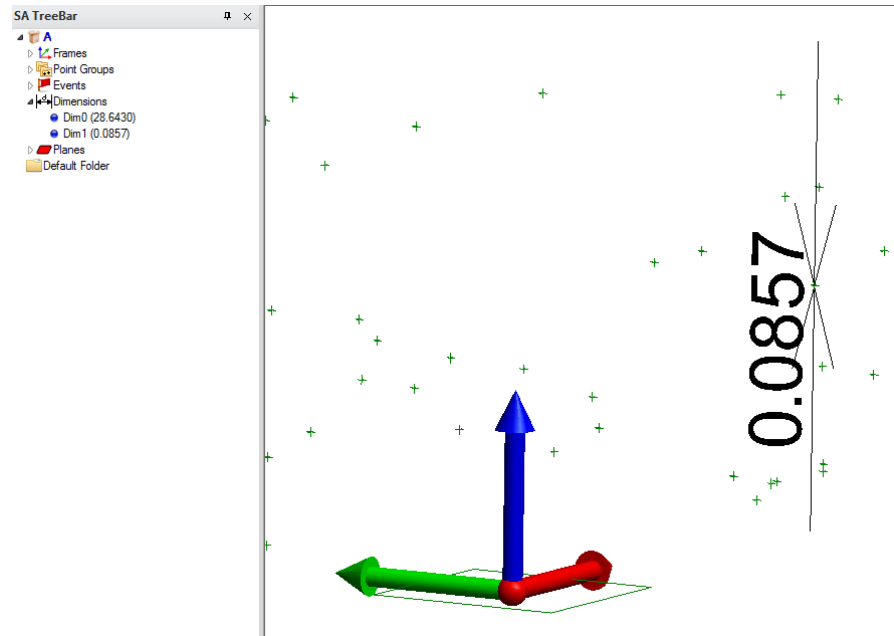 SA TreeBar
A
Frames
Point Groups
Events
Dimensions
Dim0 (28.6430)
Dim1 (0.0857)
Planes
Default Folder
0.0857